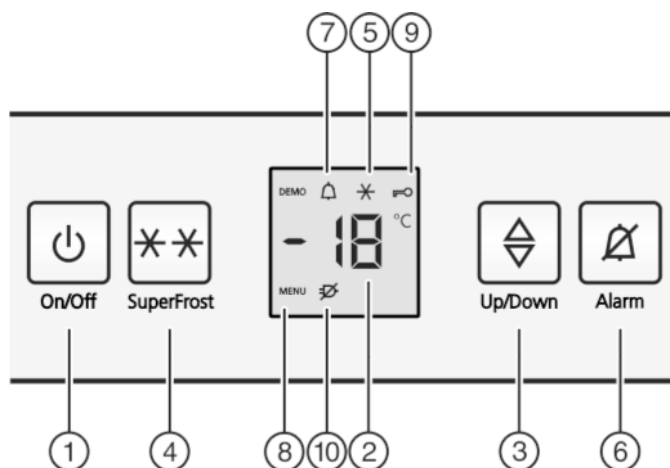 7 5 9
DEMO
-18 °C
MENU
On/Off SuperFrost Up/Down Alarm
1 4 8 10 2 3 6